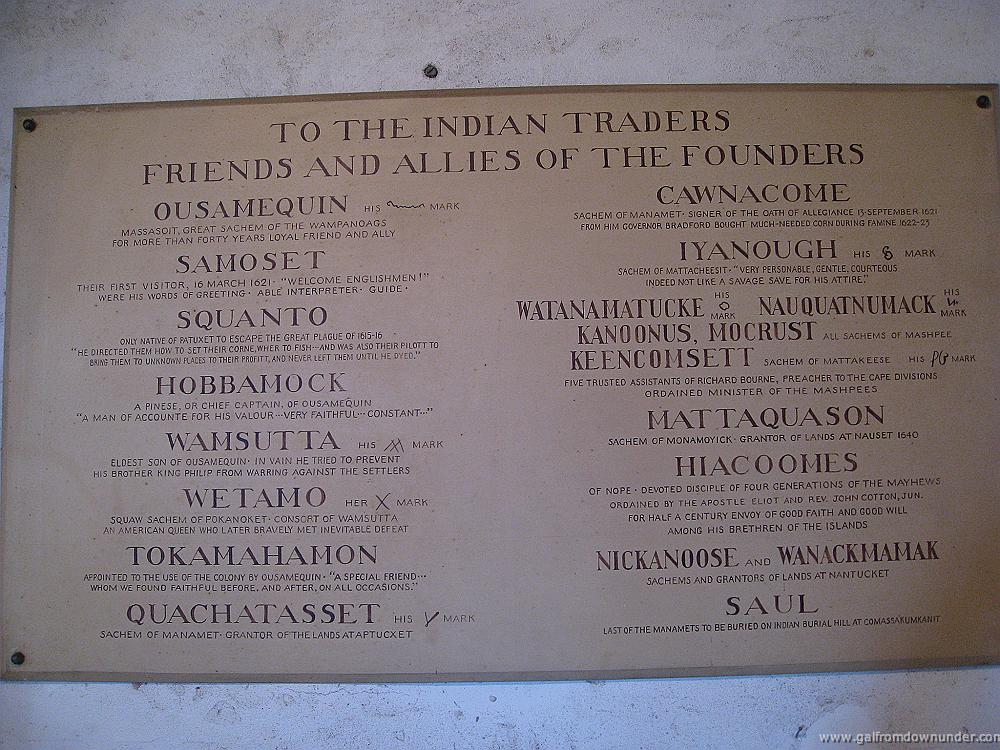 TO THE INDIAN TRADERS
FRIENDS AND ALLIES OF THE FOUNDERS
OUSAMEQUIN HIS MARK
MASSASOIT, GREAT SACHEM OF THE WAMPANOAGS
FOR MORE THAN FORTY YEARS LOYAL FRIEND AND ALLY
SAMOSET
THEIR FIRST VISITOR, 16 MARCH 1621· "WELCOME ENGLISHMEN!"
WERE HIS WORDS OF GREETING· ABLE INTERPRETER· GUIDE·
SQUANTO
ONLY NATIVE OF PATUXET TO ESCAPE THE GREAT PLAGUE OF 1615-16
"HE DIRECTED THEM HOW TO SET THEIR CORNE, WHER TO FISH···AND WAS ALSO THEIR PILOTT TO
BRING THEM TO UNKNOWN PLACES TO THEIR PROFITT, AND NEVER LEFT THEM UNTIL HE DYED."
HOBBAMOCK
A PINESE, OR CHIEF CAPTAIN, OF OUSAMEQUIN
"A MAN OF ACCOUNTE FOR HIS VALOUR···VERY FAITHFUL···CONSTANT···"
WAMSUTTA HIS MARK
ELDEST SON OF OUSAMEQUIN· IN VAIN HE TRIED TO PREVENT
HIS BROTHER KING PHILIP FROM WARRING AGAINST THE SETTLERS
WETAMO HER X MARK
SQUAW SACHEM OF POKANOKET· CONSORT OF WAMSUTTA
AN AMERICAN QUEEN WHO LATER BRAVELY MET INEVITABLE DEFEAT
TOKAMAHAMON
APPOINTED TO THE USE OF THE COLONY BY OUSAMEQUIN· "A SPECIAL FRIEND···
WHOM WE FOUND FAITHFUL BEFORE, AND AFTER, ON ALL OCCASIONS."
QUACHATASSET HIS MARK
SACHEM OF MANAMET· GRANTOR OF THE LANDS AT APTUCXET
CAWNACOME
SACHEM OF MANAMET· SIGNER OF THE OATH OF ALLEGIANCE 13·SEPTEMBER 1621
FROM HIM GOVERNOR BRADFORD BOUGHT MUCH-NEEDED CORN DURING FAMINE 1622-23
IYANOUGH HIS MARK
SACHEM OF MATTACHEESIT· "VERY PERSONABLE, GENTLE, COURTEOUS
INDEED NOT LIKE A SAVAGE SAVE FOR HIS ATTIRE."
WATANAMATUCKE HIS MARK NAUQUATNUMACK HIS MARK
KANOONUS, MOCRUST ALL SACHEMS OF MASHPEE
KEENCOMSETT SACHEM OF MATTAKEESE HIS MARK
FIVE TRUSTED ASSISTANTS OF RICHARD BOURNE, PREACHER TO THE CAPE DIVISIONS
ORDAINED MINISTER OF THE MASHPEES
MATTAQUASON
SACHEM OF MONAMOYICK· GRANTOR OF LANDS AT NAUSET 1640
HIACOOMES
OF NOPE· DEVOTED DISCIPLE OF FOUR GENERATIONS OF THE MAYHEWS
ORDAINED BY THE APOSTLE ELIOT AND REV. JOHN COTTON, JUN.
FOR HALF A CENTURY ENVOY OF GOOD FAITH AND GOOD WILL
AMONG HIS BRETHREN OF THE ISLANDS
NICKANOOSE AND WANACKMAMAK
SACHEMS AND GRANTORS OF LANDS AT NANTUCKET
SAUL
LAST OF THE MANAMETS TO BE BURIED ON INDIAN BURIAL HILL AT COMASSAKUMKANIT
www.galfromdownunder.com